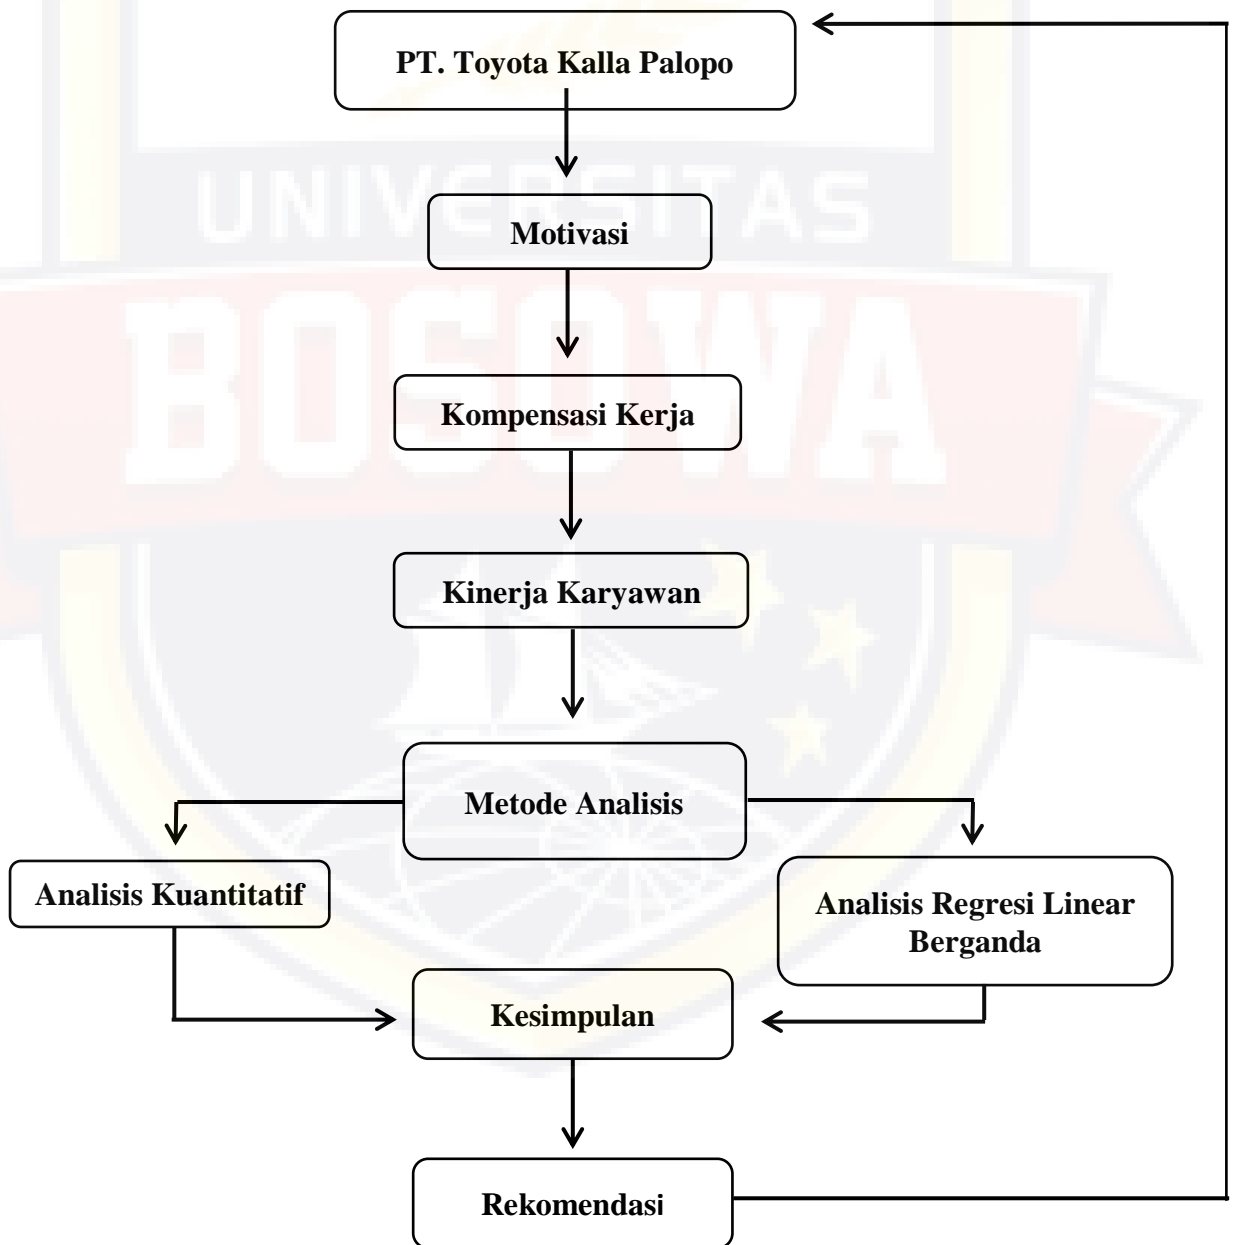 PT. Toyota Kalla Palopo
UNIVERSITAS
Motivasi
BOSOWA
Kompensasi Kerja
Kinerja Karyawan
Metode Analisis
Analisis Kuantitatif
Analisis Regresi Linear
Berganda
Kesimpulan
Rekomendasi